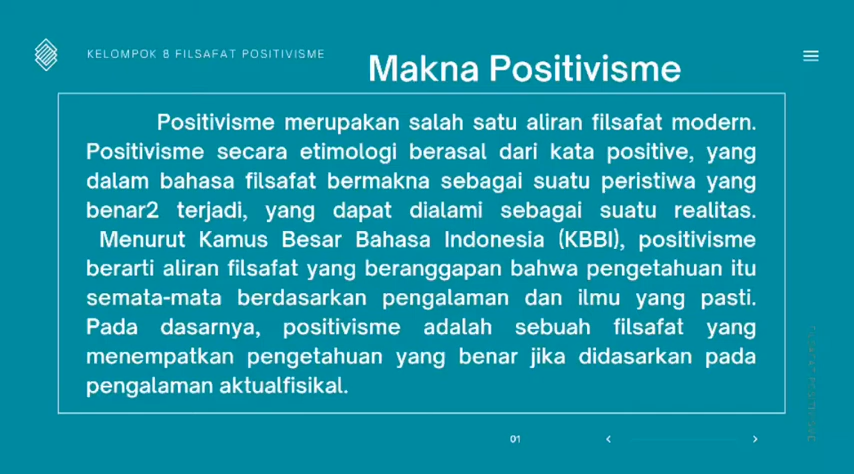 KELOMPOK 8 FILSAFAT POSITIVISME
Makna Positivisme
Positivisme merupakan salah satu aliran filsafat modern.
Positivisme secara etimologi berasal dari kata positive, yang
dalam bahasa filsafat bermakna sebagai suatu peristiwa yang
benar2 terjadi, yang dapat dialami sebagai suatu realitas.
Menurut Kamus Besar Bahasa Indonesia (KBBI), positivisme
berarti aliran filsafat yang beranggapan bahwa pengetahuan itu
semata-mata berdasarkan pengalaman dan ilmu yang pasti.
Pada dasarnya, positivisme adalah sebuah filsafat yang
menempatkan pengetahuan yang benar jika didasarkan pada
pengalaman aktualfisikal.
01